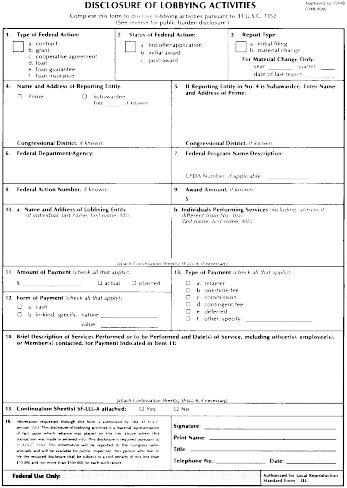 DISCLOSURE OF LOBBYING ACTIVITIES
Approved by OMB
0348-0046
Complete this form to disclose lobbying activities pursuant to 31 U.S.C. 1352
(See reverse for public burden disclosure.)
1. Type of Federal Action:
a. contract
b. grant
c. cooperative agreement
d. loan
e. loan guarantee
f. loan insurance
2. Status of Federal Action:
a. bid/offer/application
b. initial award
c. post-award
3. Report Type:
a. initial filing
b. material change
For Material Change Only:
year quarter
date of last report
4. Name and Address of Reporting Entity:
Prime Subawardee
Tier , if known:
Congressional District, if known:
5. If Reporting Entity in No. 4 is Subawardee, Enter Name
and Address of Prime:
Congressional District, if known:
6. Federal Department/Agency:
7. Federal Program Name/Description:
CFDA Number, if applicable:
8. Federal Action Number, if known:
9. Award Amount, if known:
$
10. a. Name and Address of Lobbying Entity
(if individual, last name, first name, MI):
b. Individuals Performing Services (including address if
different from No. 10a)
(last name, first name, MI):
(attach Continuation Sheet(s) SF-LLL-A, if necessary)
11. Amount of Payment (check all that apply):
$ actual planned
12. Form of Payment (check all that apply):
a. cash
b. in-kind; specify: nature
value
13. Type of Payment (check all that apply):
a. retainer
b. one-time fee
c. commission
d. contingent fee
e. deferred
f. other; specify:
14. Brief Description of Services Performed or to be Performed and Date(s) of Service, including officer(s), employee(s),
or Member(s) contacted, for Payment Indicated in Item 11:
(attach Continuation Sheet(s) SF-LLL-A, if necessary)
15. Continuation Sheet(s) SF-LLL-A attached: Yes No
16. Information requested through this form is authorized by title 31 U.S.C.
section 1352. This disclosure of lobbying activities is a material representation
of fact upon which reliance was placed by the tier above when this
transaction was made or entered into. This disclosure is required pursuant to
31 U.S.C. 1352. This information will be reported to the Congress semi-
annually and will be available for public inspection. Any person who fails to
file the required disclosure shall be subject to a civil penalty of not less than
$10,000 and not more than $100,000 for each such failure.
Signature:
Print Name:
Title:
Telephone No.: Date:
Federal Use Only:
Authorized for Local Reproduction
Standard Form - LLL